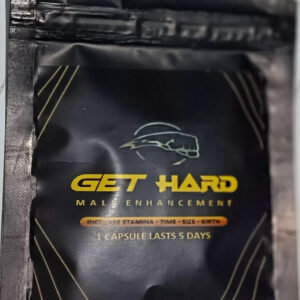 GET HARD
MALE ENHANCEMENT
INCREASE STAMINA • TIME • SIZE • GIRTH
1 CAPSULE LASTS 5 DAYS